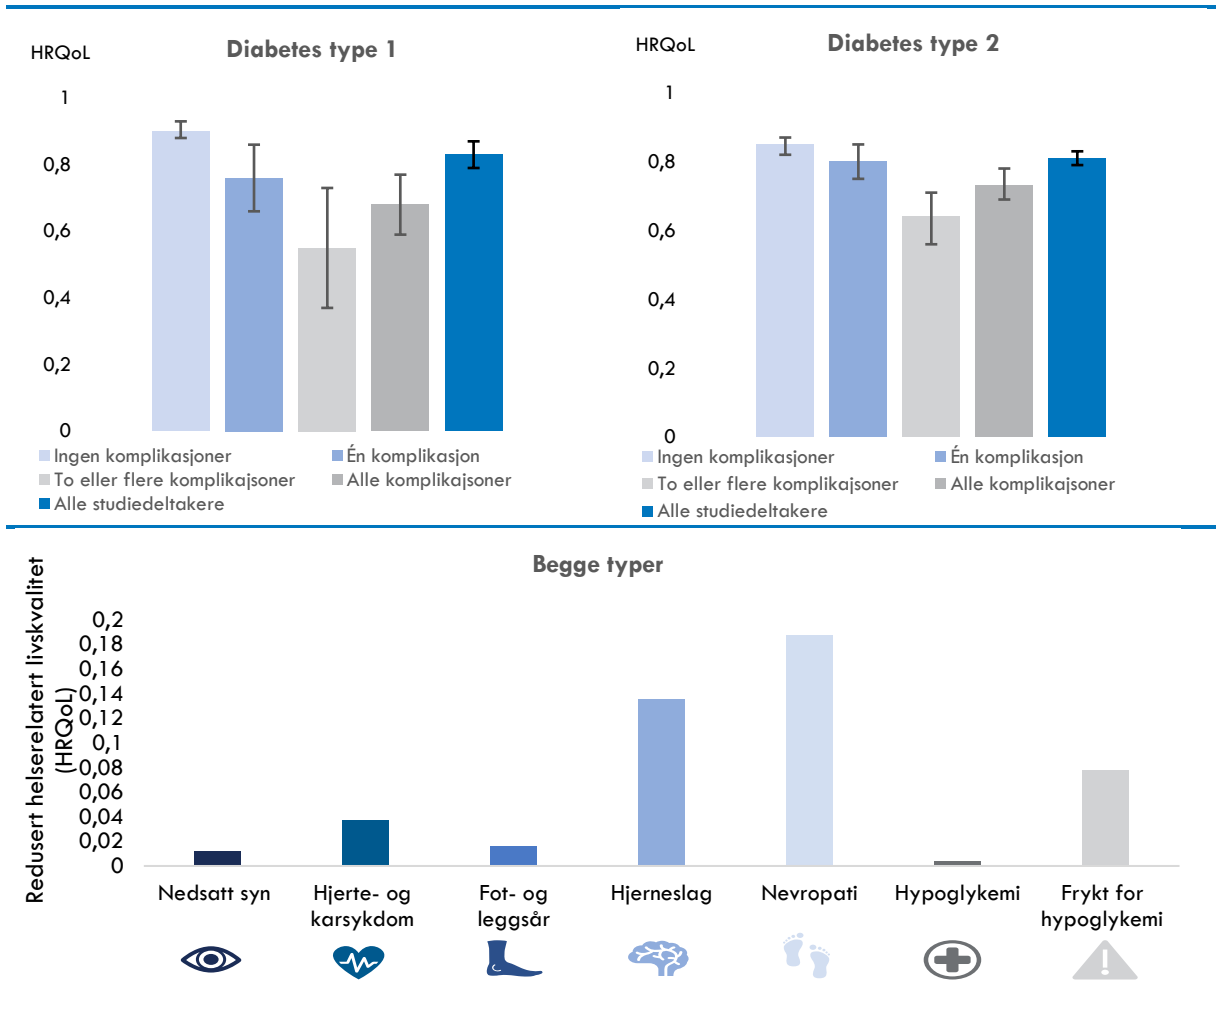 HRQoL
Diabetes type 1
1
0,8
0,6
0,4
0,2
0
Ingen komplikasjoner
Én komplikasjon
To eller flere komplikajsoner
Alle komplikajsoner
Alle studiedeltakere
HRQoL
Diabetes type 2
1
0,8
0,6
0,4
0,2
0
Ingen komplikasjoner
Én komplikasjon
To eller flere komplikajsoner
Alle komplikajsoner
Alle studiedeltakere
Begge typer
Redusert helserelatert livskvalitet
(HRQoL)
0,2
0,18
0,16
0,14
0,12
0,1
0,08
0,06
0,04
0,02
0
Nedsatt syn
Hjerte- og
karsykdom
Fot- og
leggsår
Hjerneslag
Nevropati
Hypoglykemi
Frykt for
hypoglykemi